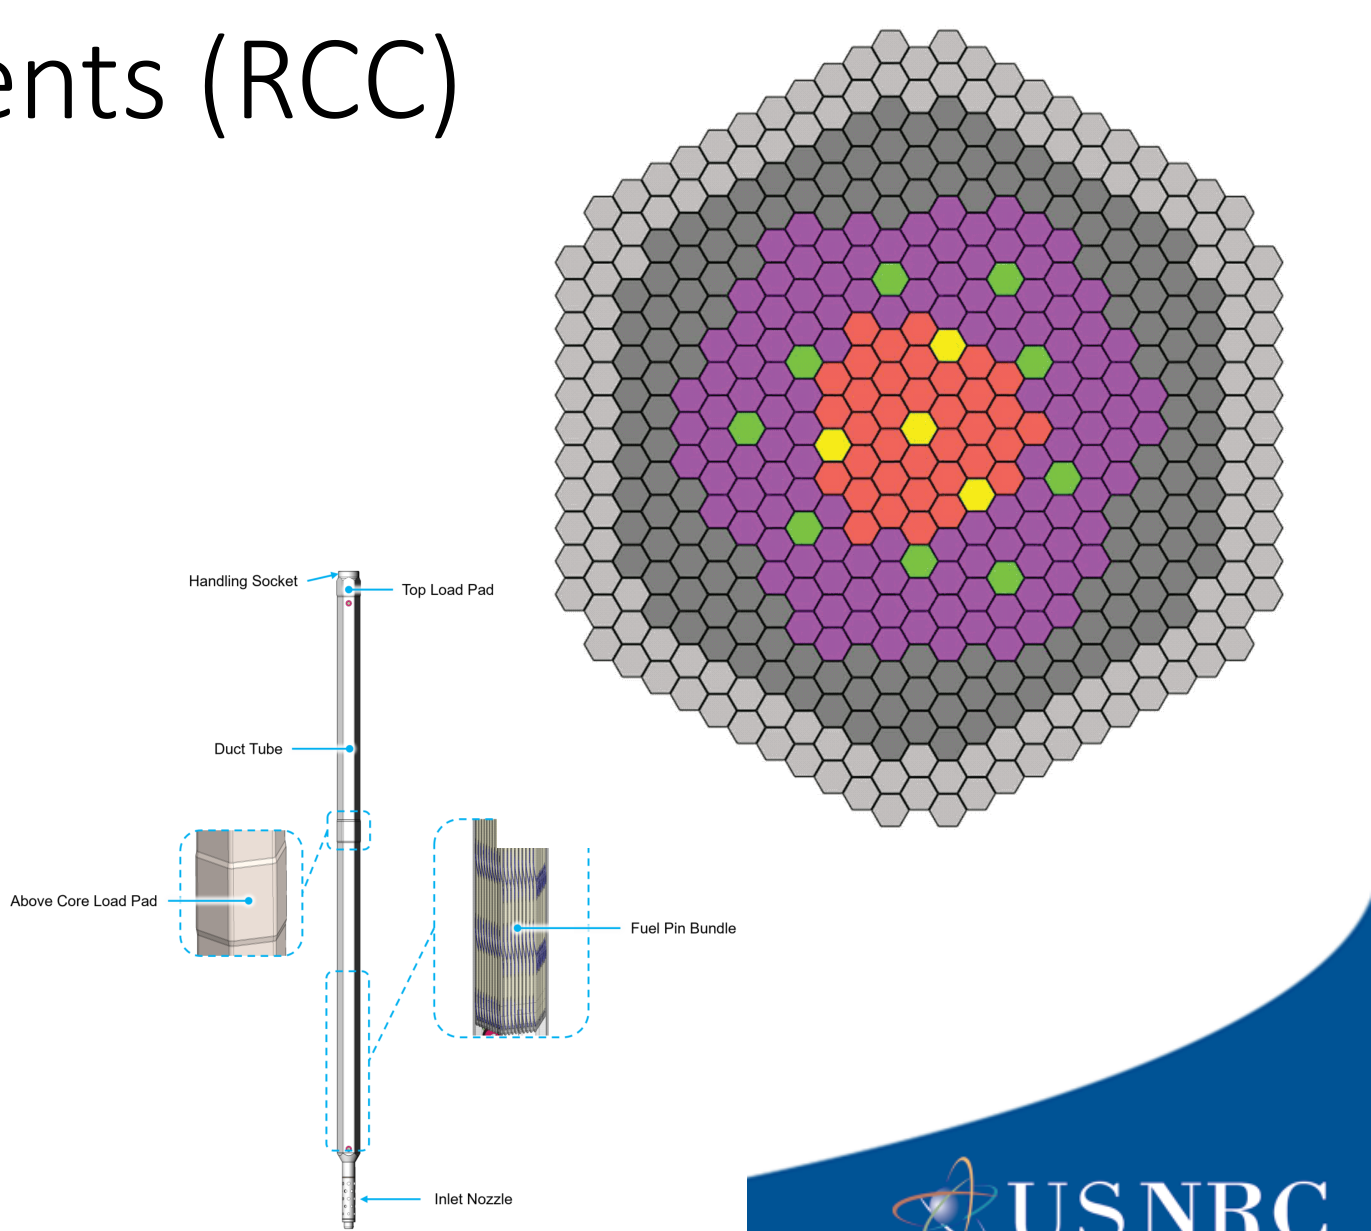 ents (RCC)
Handling Socket
Top Load Pad
Duct Tube
Above Core Load Pad
Fuel Pin Bundle
Inlet Nozzle
USNRC